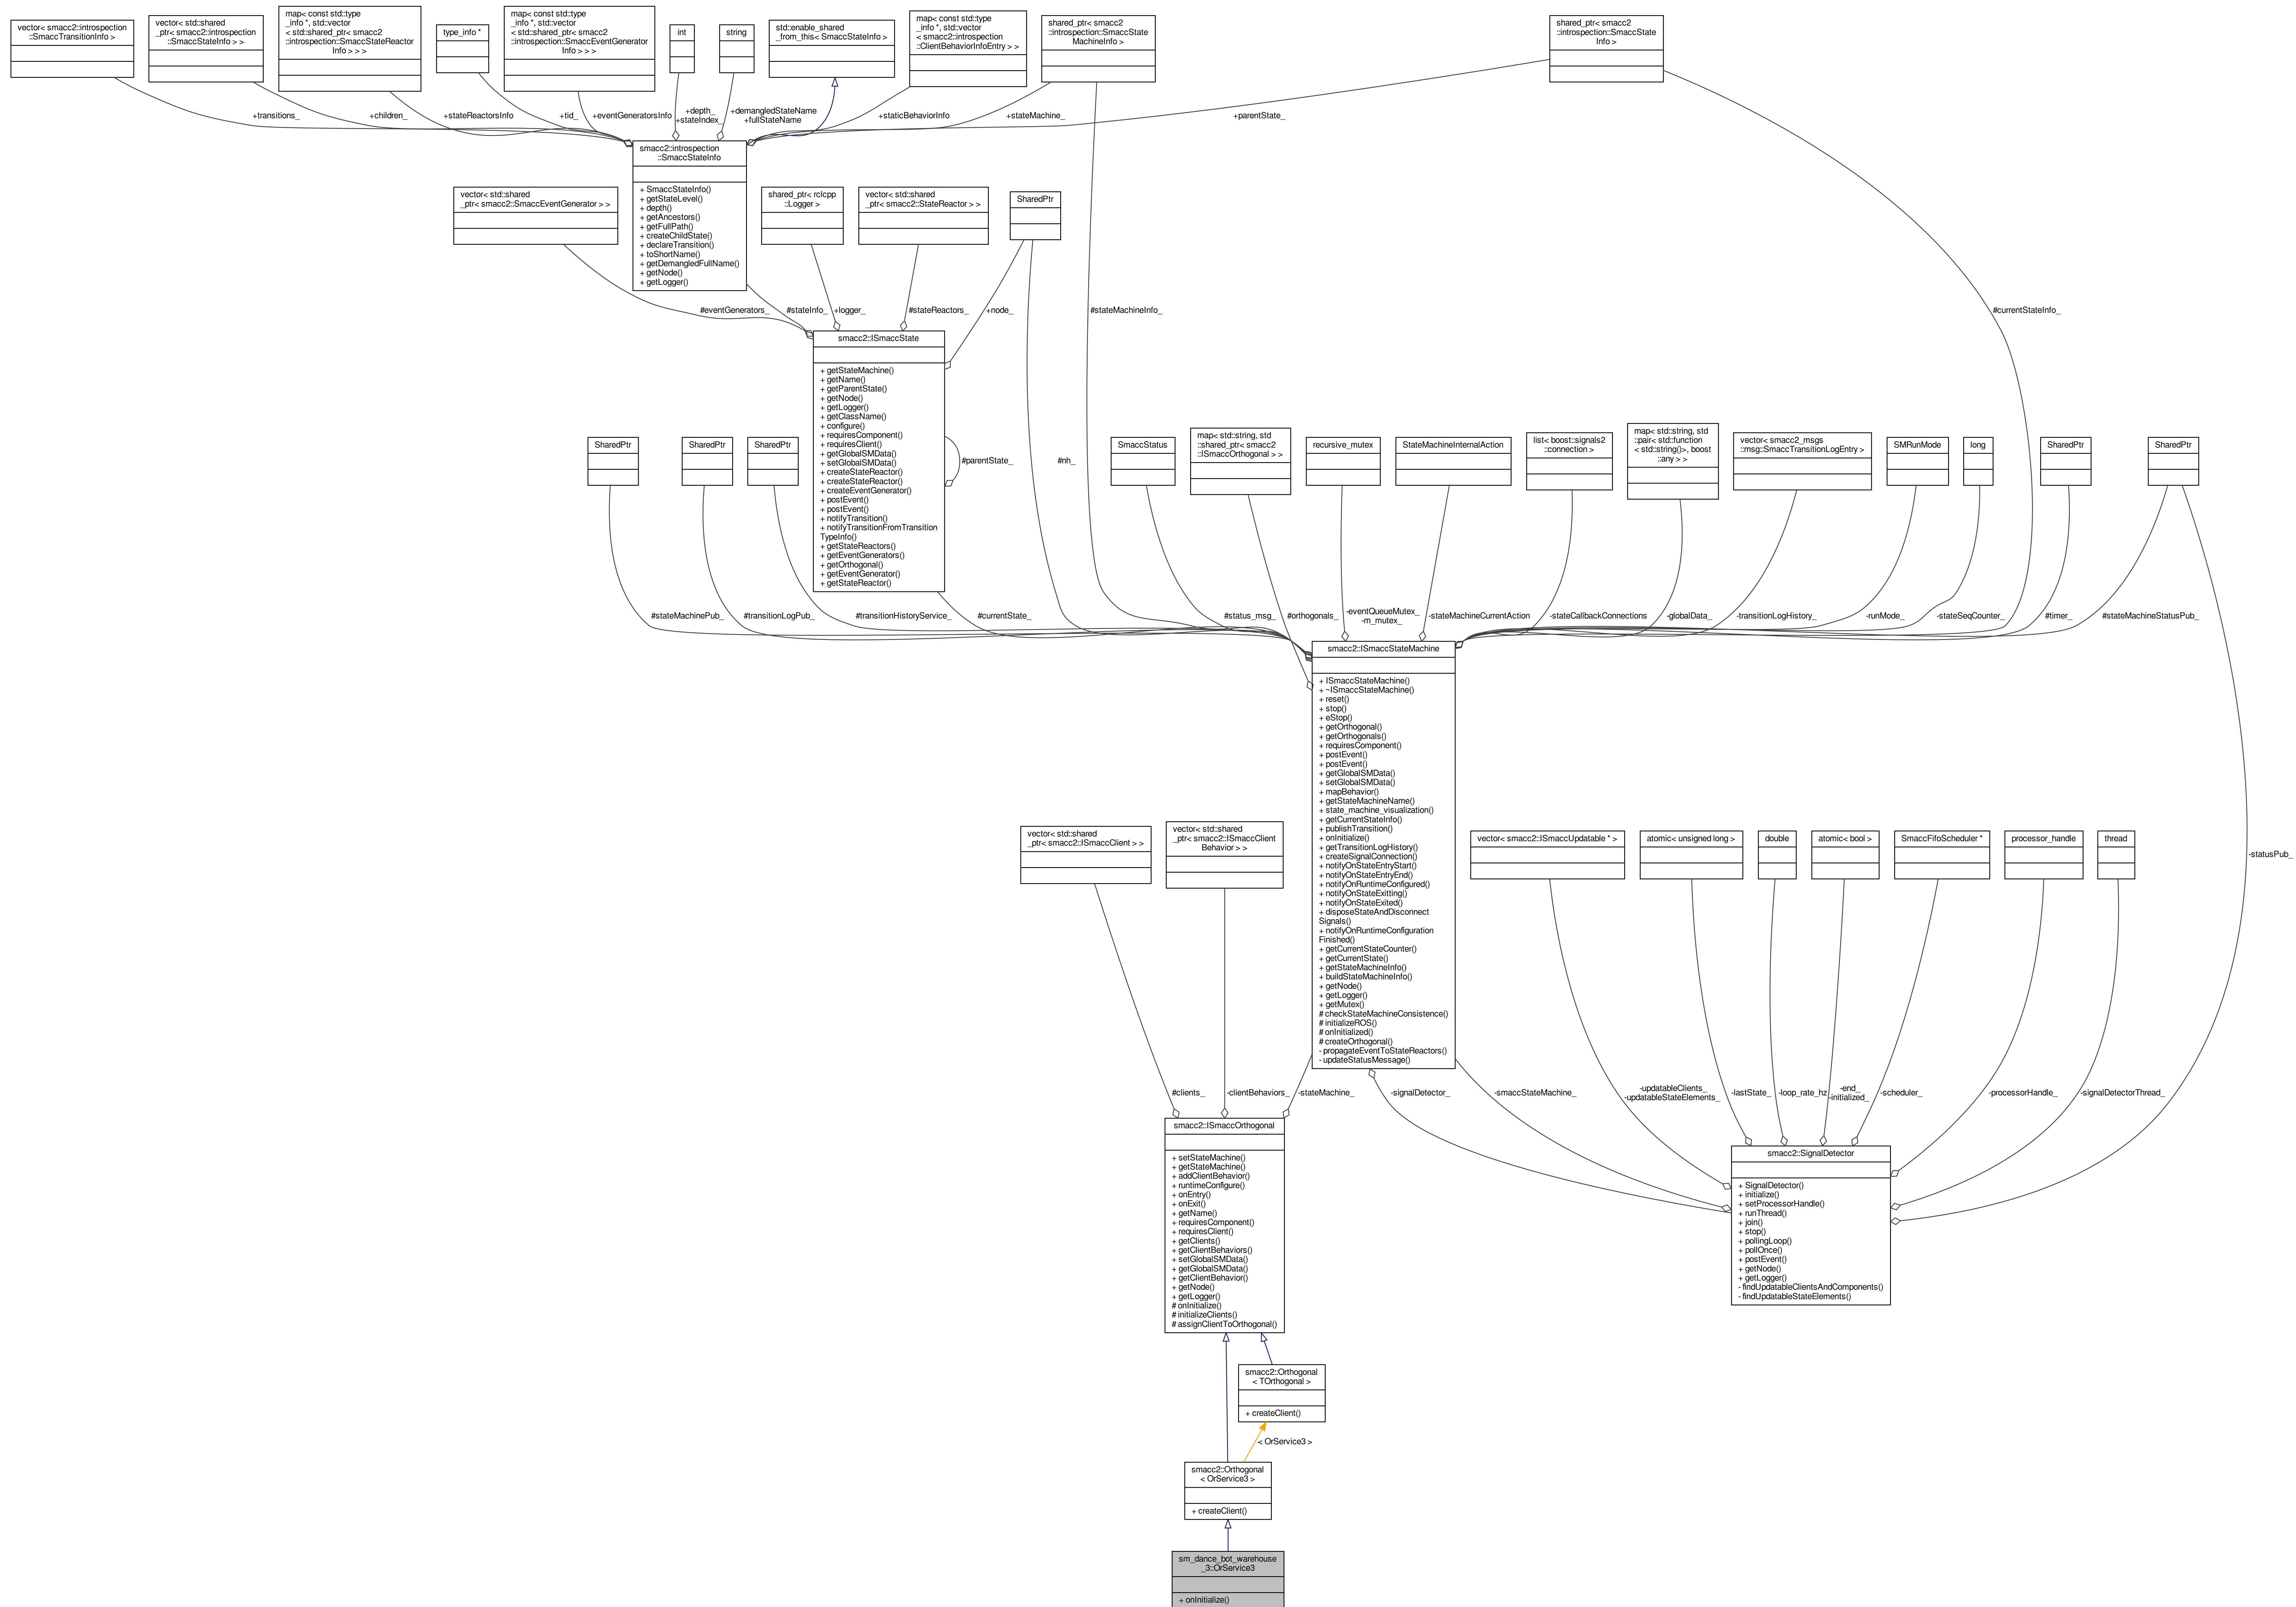 vector< smacc2::introspection
::SmaccTransitionInfo >
vector< std::shared
_ptr< smacc2::introspection
::SmaccStateInfo > >
map< const std::type
_info *, std::vector
< std::shared_ptr< smacc2
::introspection::SmaccStateReactor
Info > > >
type_info *
map< const std::type
_info *, std::vector
< std::shared_ptr< smacc2
::introspection::SmaccEventGenerator
Info > > >
int
string
std::enable_shared
_from_this< SmaccStateInfo >
map< const std::type
_info *, std::vector
< smacc2::introspection
::ClientBehaviorInfoEntry > >
shared_ptr< smacc2
::introspection::SmaccState
MachineInfo >
shared_ptr< smacc2
::introspection::SmaccState
Info >
+transitions_
+children_
+stateReactorsInfo
+tid_
+eventGeneratorsInfo
+depth_
+stateIndex_
+demangledStateName
+fullStateName
+staticBehaviorInfo
+stateMachine_
+parentState_
smacc2::introspection
::SmaccStateInfo
+ SmaccStateInfo()
+ getStateLevel()
+ depth()
+ getAncestors()
+ getFullPath()
+ createChildState()
+ declareTransition()
+ toShortName()
+ getDemangledFullName()
+ getNode()
+ getLogger()
vector< std::shared
_ptr< smacc2::SmaccEventGenerator > >
shared_ptr< rclcpp
::Logger >
vector< std::shared
_ptr< smacc2::StateReactor > >
SharedPtr
#eventGenerators_
#stateInfo_
+logger_
#stateReactors_
+node_
#stateMachineInfo_
#currentStateInfo_
smacc2::ISmaccState
+ getStateMachine()
+ getName()
+ getParentState()
+ getNode()
+ getLogger()
+ getClassName()
+ configure()
+ requiresComponent()
+ requiresClient()
+ getGlobalSMData()
+ setGlobalSMData()
+ createStateReactor()
+ createStateReactor()
+ createEventGenerator()
+ postEvent()
+ postEvent()
+ notifyTransition()
+ notifyTransitionFromTransition
TypeInfo()
+ getStateReactors()
+ getEventGenerators()
+ getOrthogonal()
+ getEventGenerator()
+ getStateReactor()
#parentState_
#nh_
SharedPtr
SharedPtr
SharedPtr
SmaccStatus
map< std::string, std
::shared_ptr< smacc2
::ISmaccOrthogonal > >
recursive_mutex
StateMachineInternalAction
list< boost::signals2
::connection >
map< std::string, std
::pair< std::function
< std::string()>, boost
::any > >
vector< smacc2_msgs
::msg::SmaccTransitionLogEntry >
SMRunMode
long
SharedPtr
SharedPtr
#stateMachinePub_
#transitionLogPub_
#transitionHistoryService_
#currentState_
#status_msg_
#orthogonals_
-eventQueueMutex_
-m_mutex_
-stateMachineCurrentAction
-stateCallbackConnections
-globalData_
-transitionLogHistory_
-runMode_
-stateSeqCounter_
#timer_
#stateMachineStatusPub_
smacc2::ISmaccStateMachine
+ ISmaccStateMachine()
+ ~ISmaccStateMachine()
+ reset()
+ stop()
+ eStop()
+ getOrthogonal()
+ getOrthogonals()
+ requiresComponent()
+ postEvent()
+ postEvent()
+ getGlobalSMData()
+ setGlobalSMData()
+ mapBehavior()
+ getStateMachineName()
+ state_machine_visualization()
+ getCurrentStateInfo()
+ publishTransition()
+ onInitialize()
+ getTransitionLogHistory()
+ createSignalConnection()
+ notifyOnStateEntryStart()
+ notifyOnStateEntryEnd()
+ notifyOnRuntimeConfigured()
+ notifyOnStateExitting()
+ notifyOnStateExited()
+ disposeStateAndDisconnect
Signals()
+ notifyOnRuntimeConfiguration
Finished()
+ getCurrentStateCounter()
+ getCurrentState()
+ getStateMachineInfo()
+ buildStateMachineInfo()
+ getNode()
+ getLogger()
+ getMutex()
# checkStateMachineConsistence()
# initializeROS()
# onInitialized()
# createOrthogonal()
- propagateEventToStateReactors()
- updateStatusMessage()
vector< std::shared
_ptr< smacc2::ISmaccClient > >
vector< std::shared
_ptr< smacc2::ISmaccClient
Behavior > >
vector< smacc2::ISmaccUpdatable * >
atomic< unsigned long >
double
atomic< bool >
SmaccFifoScheduler *
processor_handle
thread
-statusPub_
#clients_
-clientBehaviors_
-stateMachine_
-signalDetector_
-smaccStateMachine_
-updatableClients_
-updatableStateElements_
-lastState_
-loop_rate_hz
-end_
-initialized_
-scheduler_
-processorHandle_
-signalDetectorThread_
smacc2::ISmaccOrthogonal
+ setStateMachine()
+ getStateMachine()
+ addClientBehavior()
+ runtimeConfigure()
+ onEntry()
+ onExit()
+ getName()
+ requiresComponent()
+ requiresClient()
+ getClients()
+ getClientBehaviors()
+ setGlobalSMData()
+ getGlobalSMData()
+ getClientBehavior()
+ getNode()
+ getLogger()
# onInitialize()
# initializeClients()
# assignClientToOrthogonal()
smacc2::SignalDetector
+ SignalDetector()
+ initialize()
+ setProcessorHandle()
+ runThread()
+ join()
+ stop()
+ pollingLoop()
+ pollOnce()
+ postEvent()
+ getNode()
+ getLogger()
- findUpdatableClientsAndComponents()
- findUpdatableStateElements()
smacc2::Orthogonal
< TOrthogonal >
+ createClient()
< OrService3 >
smacc2::Orthogonal
< OrService3 >
+ createClient()
sm_dance_bot_warehouse
_3::OrService3
+ onInitialize()